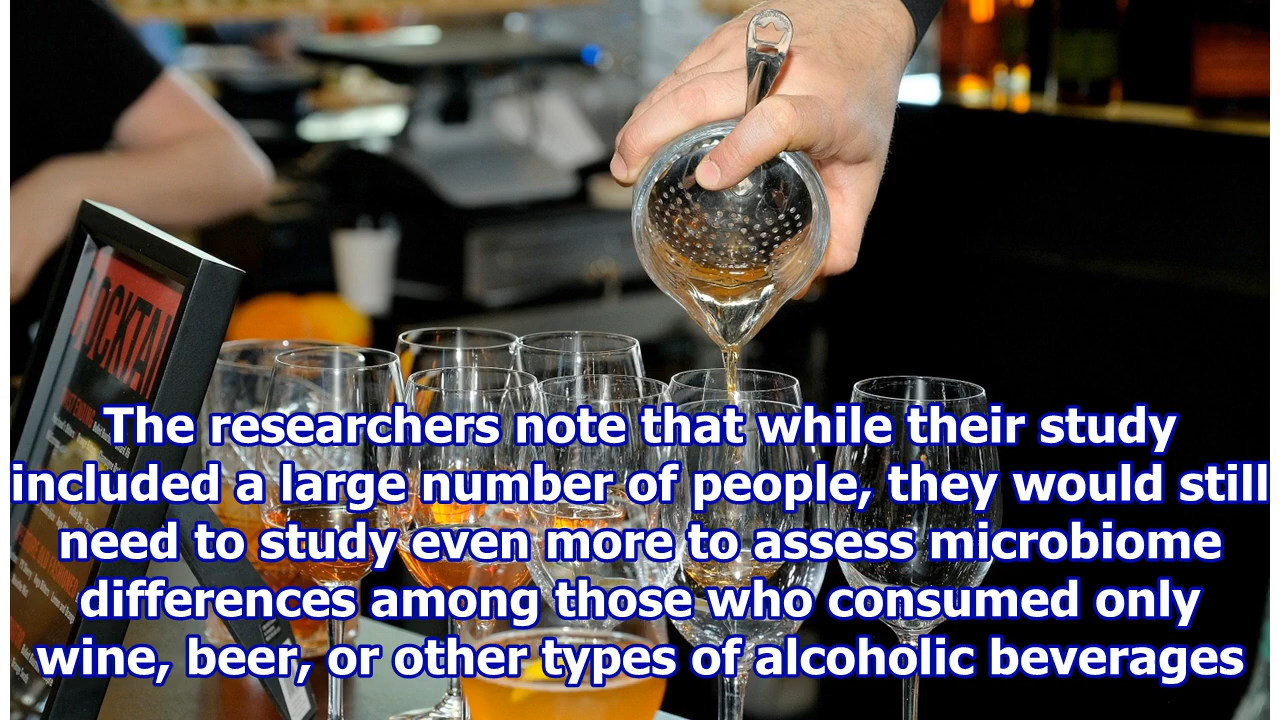 COCKTAI
The researchers note that while their study
included a large number of people, they would still
need to study even more to assess microbiome
differences among those who consumed only
wine, beer, or other types of alcoholic beverages